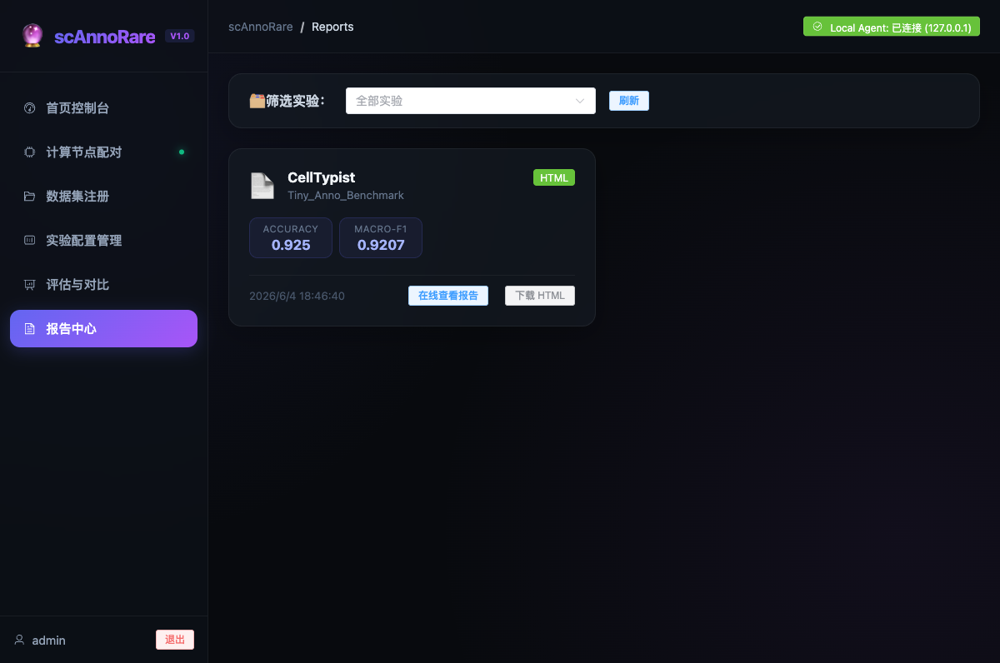 scAnnoRare V1.0
首页控制台
计算节点配对
数据集注册
实验配置管理
评估与对比
报告中心
admin 退出
scAnnoRare / Reports
Local Agent: 已连接 (127.0.0.1)
筛选实验: 全部实验 刷新
CellTypist HTML
Tiny_Anno_Benchmark
ACCURACY MACRO-F1
0.925 0.9207
2026/6/4 18:46:40 在线查看报告 下载 HTML